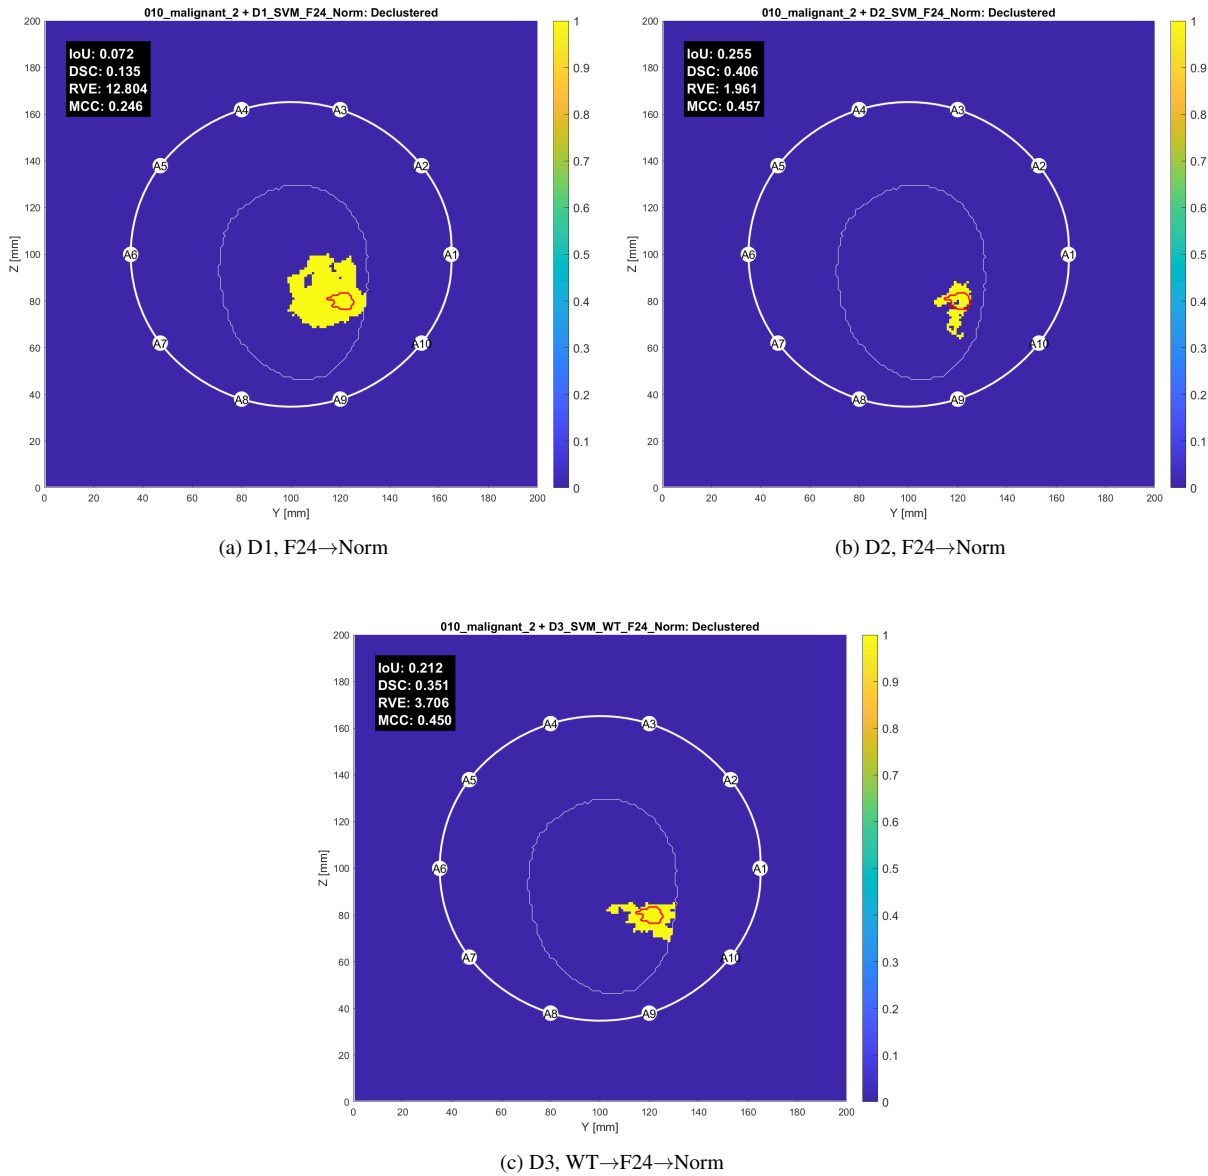 010_malignant_2 + D1_SVM_F24_Norm: Declustered
IoU: 0.072
DSC: 0.135
RVE: 12.804
MCC: 0.246
200
180
160
140
120
100
80
60
40
20
0
Z [mm]
A4
A3
A5
A2
A6
A1
A7
A10
A8
A9
0 20 40 60 80 100 120 140 160 180 200
Y [mm]
1
0.9
0.8
0.7
0.6
0.5
0.4
0.3
0.2
0.1
0
(a) D1, F24→Norm
010_malignant_2 + D2_SVM_F24_Norm: Declustered
IoU: 0.255
DSC: 0.406
RVE: 1.961
MCC: 0.457
200
180
160
140
120
100
80
60
40
20
0
Z [mm]
A4
A3
A5
A2
A6
A1
A7
A10
A8
A9
0 20 40 60 80 100 120 140 160 180 200
Y [mm]
1
0.9
0.8
0.7
0.6
0.5
0.4
0.3
0.2
0.1
0
(b) D2, F24→Norm
010_malignant_2 + D3_SVM_WT_F24_Norm: Declustered
IoU: 0.212
DSC: 0.351
RVE: 3.706
MCC: 0.450
200
180
160
140
120
100
80
60
40
20
0
Z [mm]
A4
A3
A5
A2
A6
A1
A7
A10
A8
A9
0 20 40 60 80 100 120 140 160 180 200
Y [mm]
1
0.9
0.8
0.7
0.6
0.5
0.4
0.3
0.2
0.1
0
(c) D3, WT→F24→Norm